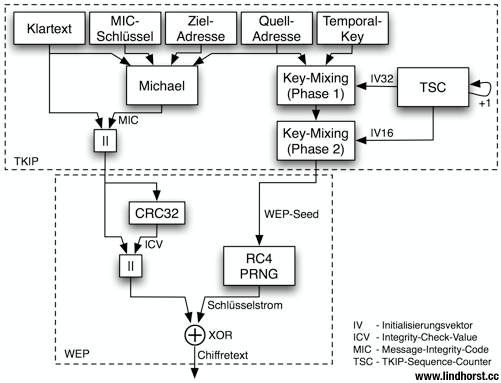 Klartext
MIC-
Schlüssel
Ziel-
Adresse
Quell-
Adresse
Temporal-
Key
Michael
Key-Mixing
(Phase 1)
IV32
TSC
+1
MIC
II
Key-Mixing
(Phase 2)
IV16
TKIP
CRC32
WEP-Seed
ICV
II
RC4
PRNG
Schlüsselstrom
XOR
WEP
Chiffretext
IV - Initialisierungsvektor
ICV - Integrity-Check-Value
MIC - Message-Integrity-Code
TSC - TKIP-Sequence-Counter
www.lindhorst.cc